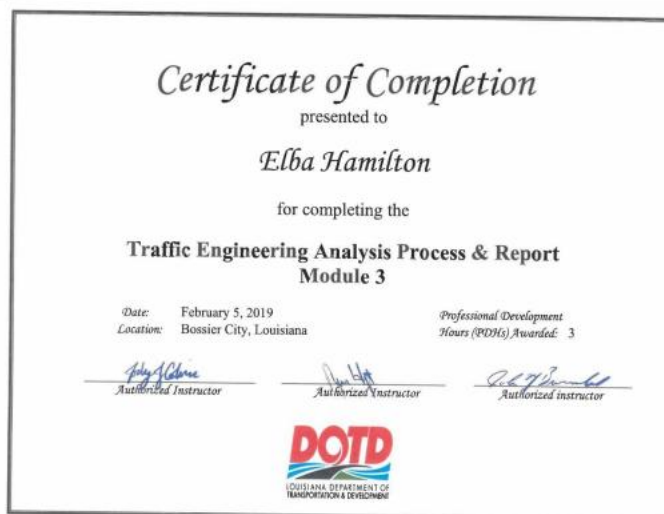 Certificate of Completion
presented to
Elba Hamilton
for completing the
Traffic Engineering Analysis Process & Report
Module 3
Date: February 5, 2019
Location: Bossier City, Louisiana
Professional Development
Hours (PDHs) Awarded: 3
Authorized Instructor
Authorized Instructor
Authorized instructor
DOTD
LOUISIANA DEPARTMENT OF
TRANSPORTATION & DEVELOPMENT